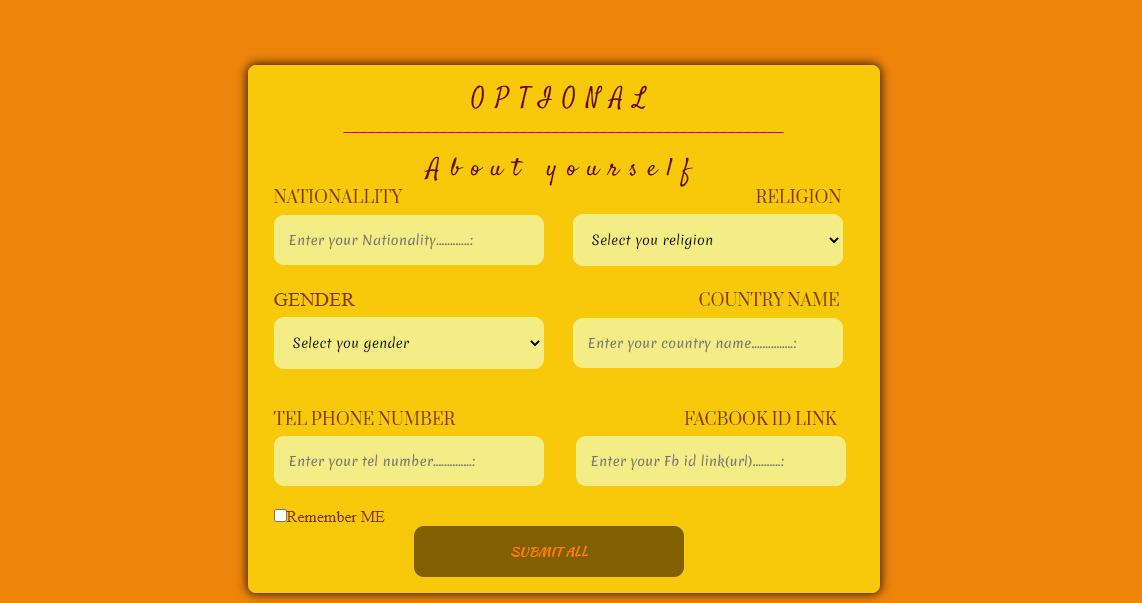 OPTIONAL
About yourself
NATIONALLITY RELIGION
Enter your Nationality............: Select you religion
GENDER COUNTRY NAME
Select you gender Enter your country name...............:
TEL PHONE NUMBER FACBOOK ID LINK
Enter your tel number..............: Enter your Fb id link(url)..........:
Remember ME
SUBMIT ALL